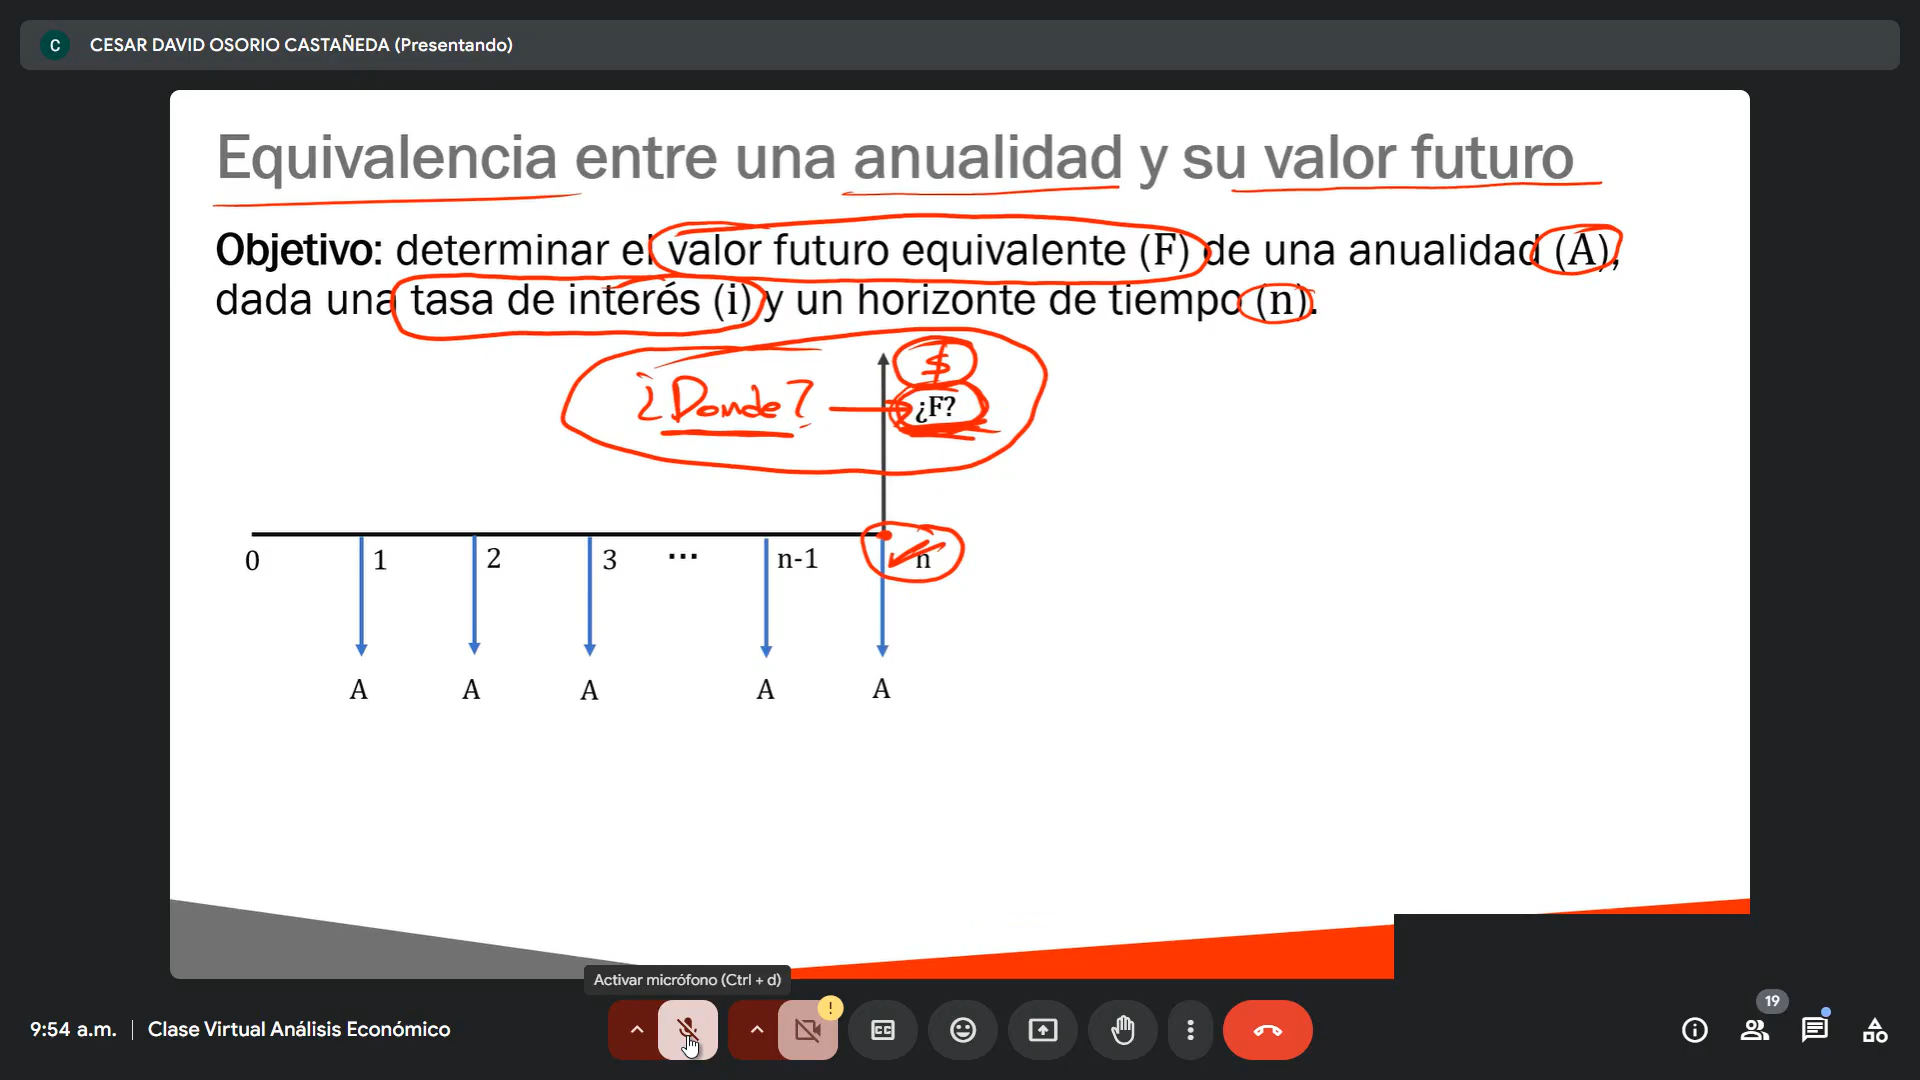 C CESAR DAVID OSORIO CASTAÑEDA (Presentando)
Equivalencia entre una anualidad y su valor futuro
Objetivo: determinar el valor futuro equivalente (F) de una anualidad (A),
dada una tasa de interés (i) y un horizonte de tiempo (n).
$
¿Donde? ¿F?
0 1 2 3 ... n-1 n
A A A A A
Activar micrófono (Ctrl + d)
!
19
9:54 a.m. | Clase Virtual Análisis Económico
CC